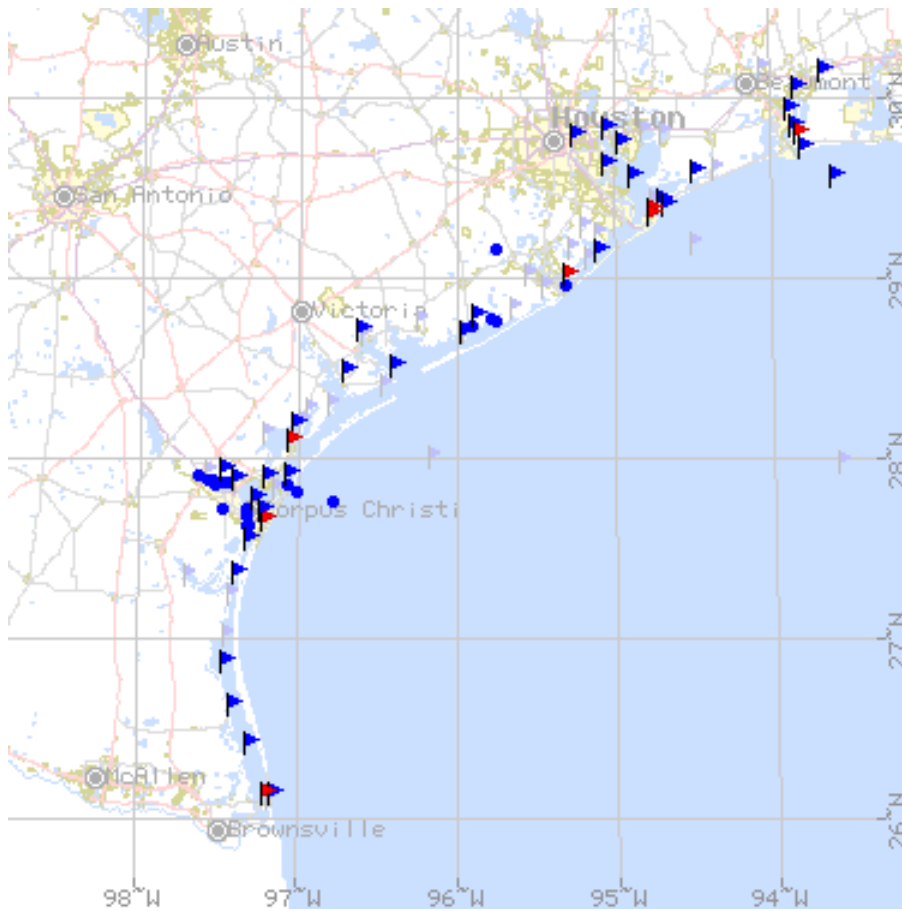 Austin
Beaumont
Houston
San Antonio
Victoria
Corpus Christi
McAllen
Brownsville
30~N
29~N
28~N
27~N
26~N
98~W
97~W
96~W
95~W
94~W